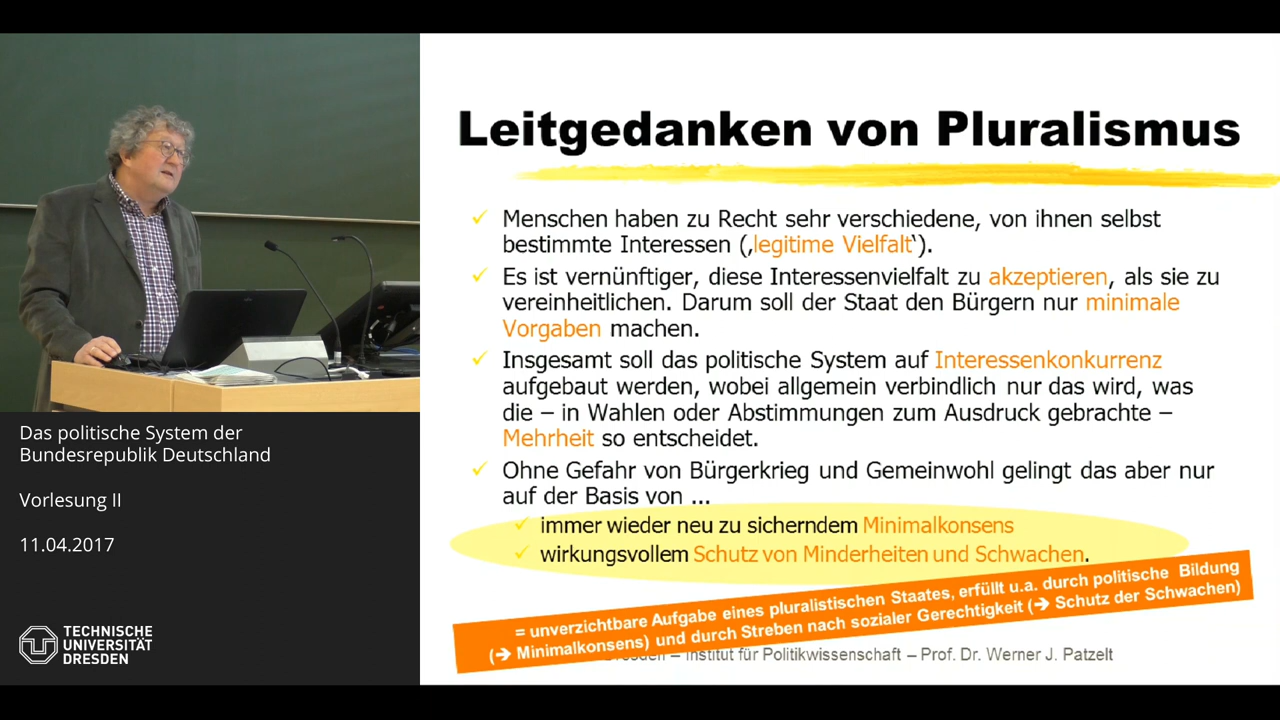 Leitgedanken von Pluralismus
Menschen haben zu Recht sehr verschiedene, von ihnen selbst
bestimmte Interessen (‚legitime Vielfalt‘).
Es ist vernünftiger, diese Interessenvielfalt zu akzeptieren, als sie zu
vereinheitlichen. Darum soll der Staat den Bürgern nur minimale
Vorgaben machen.
Insgesamt soll das politische System auf Interessenkonkurrenz
aufgebaut werden, wobei allgemein verbindlich nur das wird, was
die – in Wahlen oder Abstimmungen zum Ausdruck gebrachte –
Mehrheit so entscheidet.
Ohne Gefahr von Bürgerkrieg und Gemeinwohl gelingt das aber nur
auf der Basis von ...
immer wieder neu zu sicherndem Minimalkonsens
wirkungsvollem Schutz von Minderheiten und Schwachen.
= unverzichtbare Aufgabe eines pluralistischen Staates, erfüllt u.a. durch politische Bildung
(➔ Minimalkonsens) und durch Streben nach sozialer Gerechtigkeit (➔ Schutz der Schwachen)
Dresden – Institut für Politikwissenschaft – Prof. Dr. Werner J. Patzelt
Das politische System der
Bundesrepublik Deutschland
Vorlesung II
11.04.2017
TECHNISCHE
UNIVERSITÄT
DRESDEN